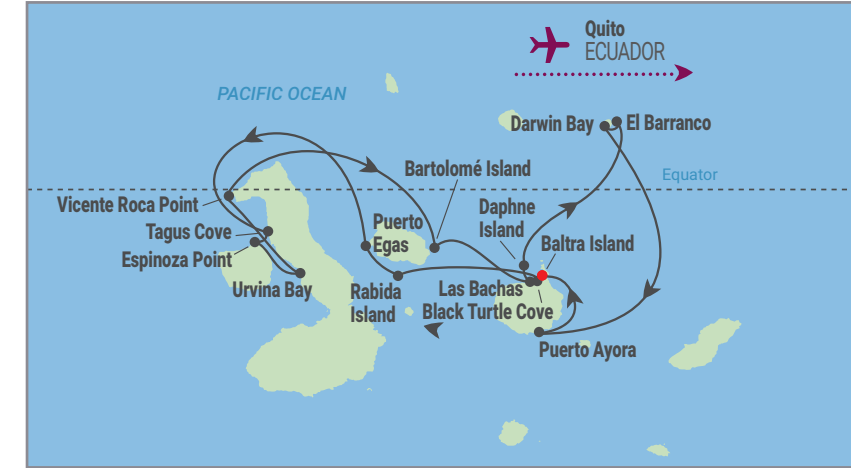 Quito
ECUADOR
PACIFIC OCEAN
Darwin Bay
El Barranco
Bartolomé Island
Equator
Vicente Roca Point
Daphne
Island
Puerto
Egas
Tagus Cove
Baltra Island
Espinoza Point
Urvina Bay
Rabida
Island
Las Bachas
Black Turtle Cove
Puerto Ayora